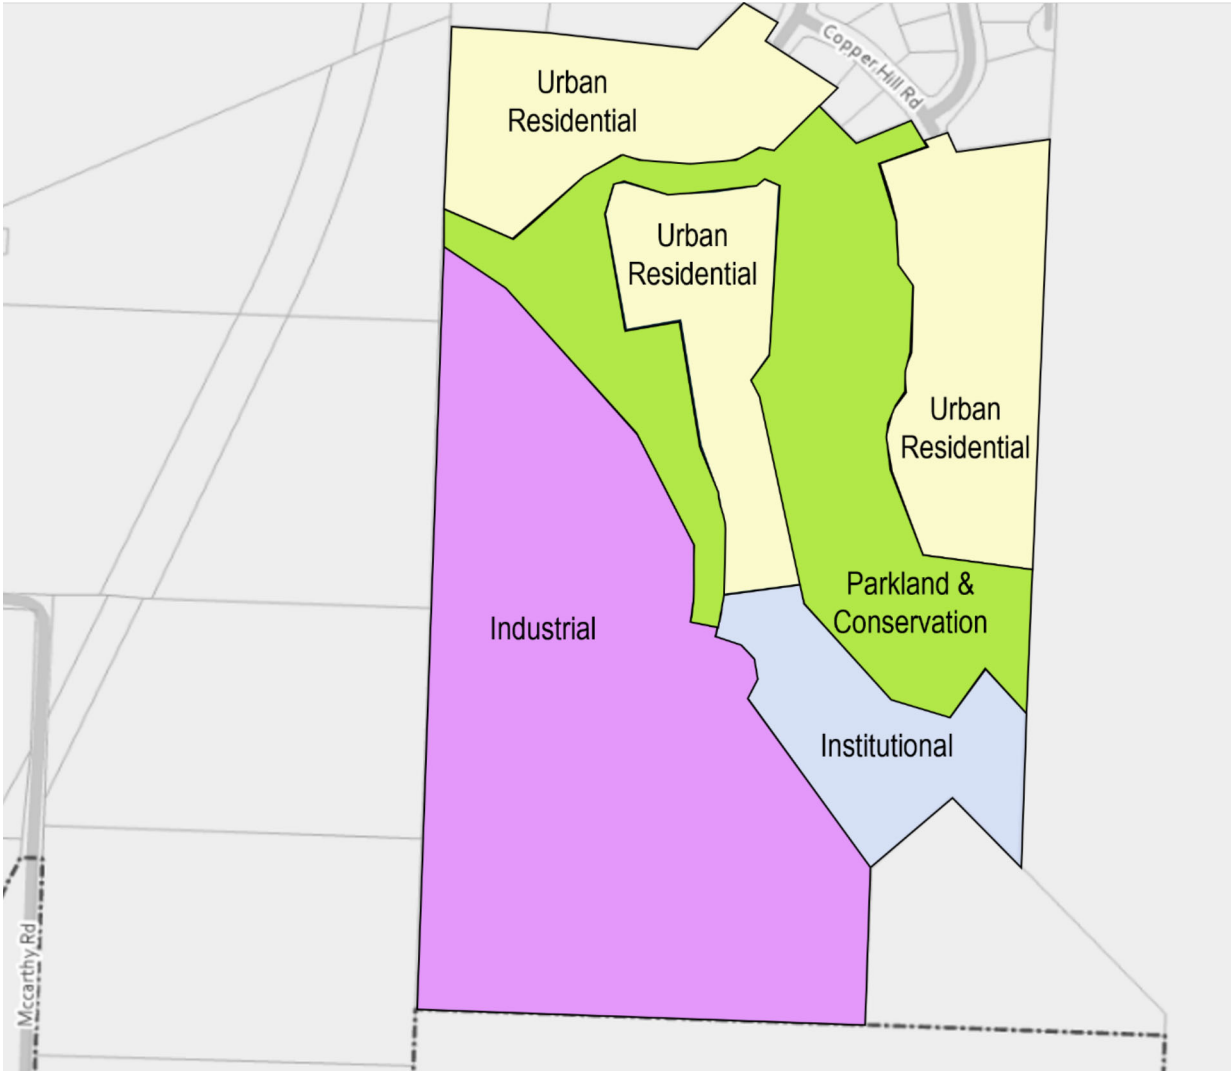 Copper Hill Rd
Urban
Residential
Urban
Residential
Urban
Residential
Parkland &
Conservation
Industrial
Institutional
Mccarthy Rd